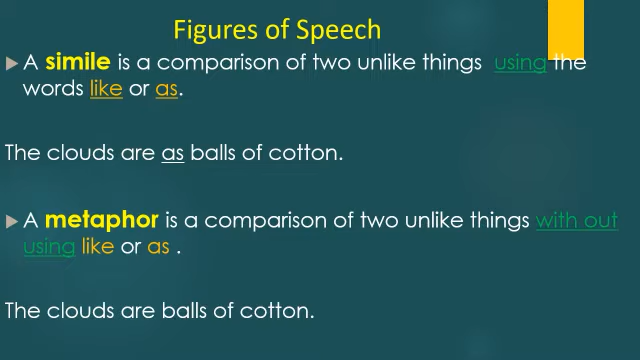 Figures of Speech
A simile is a comparison of two unlike things using the
words like or as.
The clouds are as balls of cotton.
A metaphor is a comparison of two unlike things with out
using like or as .
The clouds are balls of cotton.